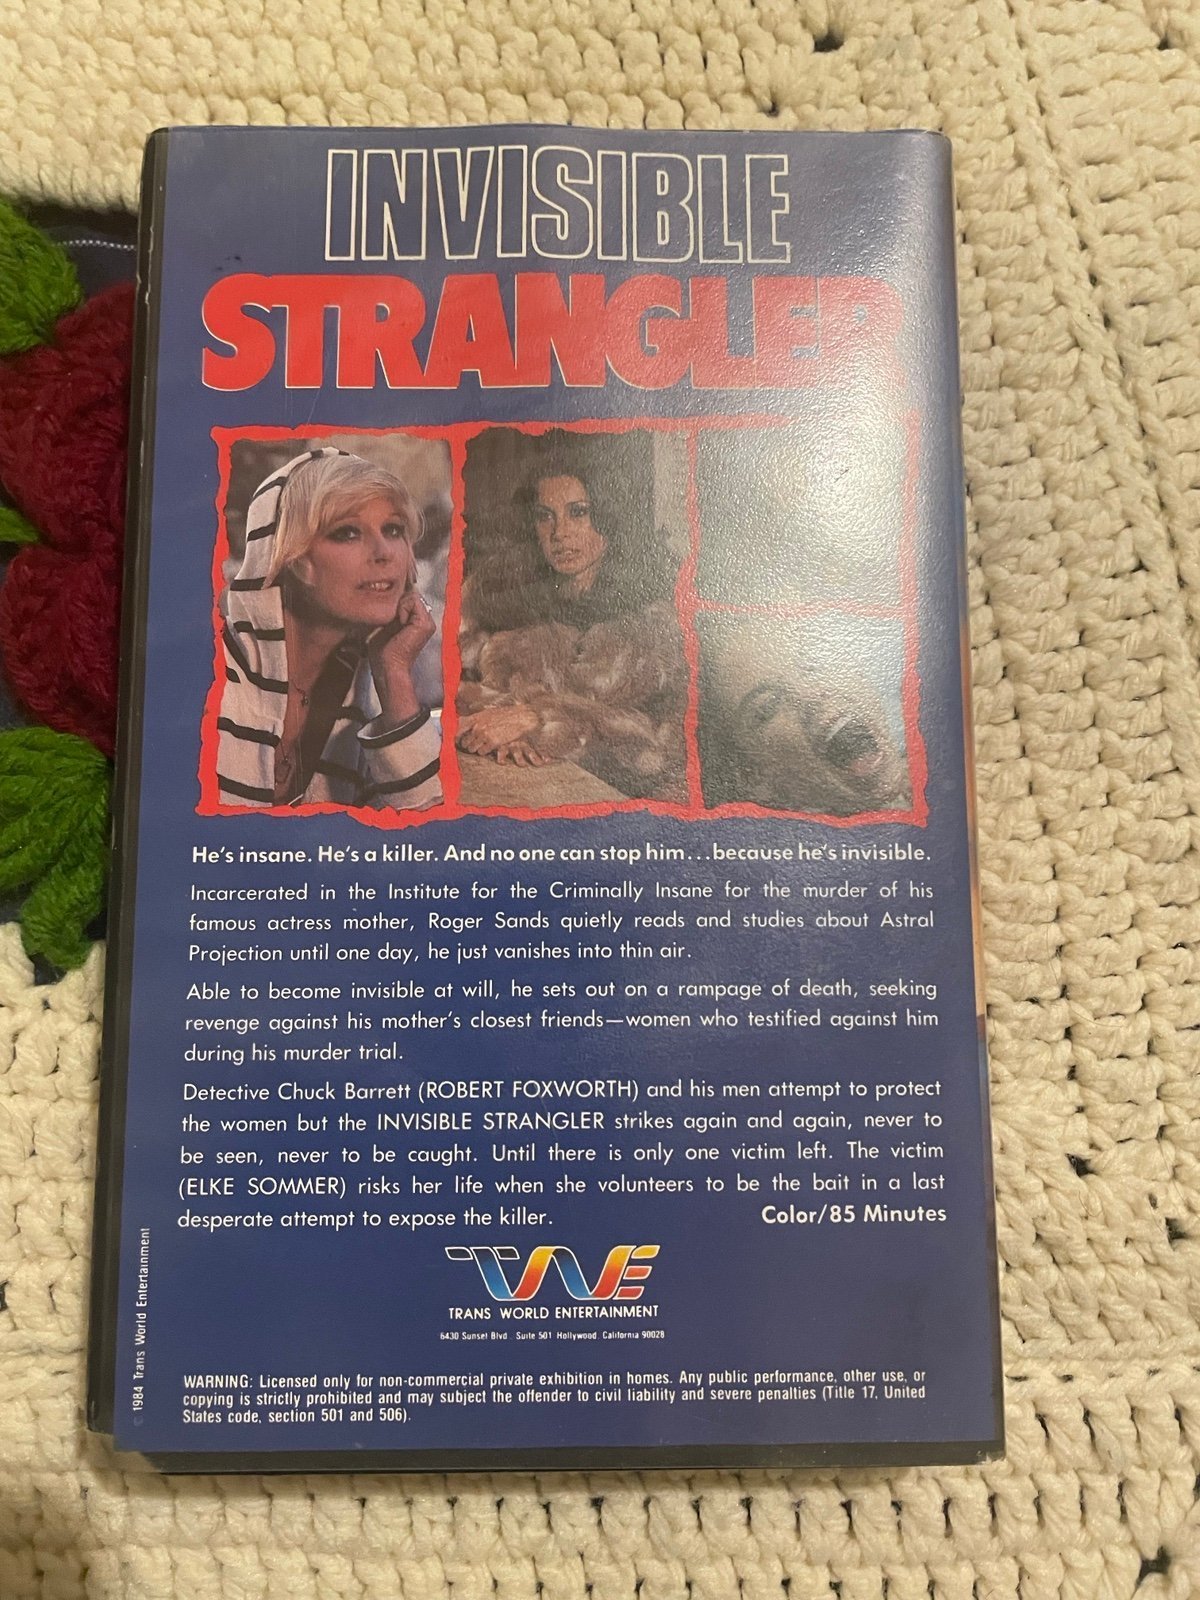 INVISIBLE
STRANGLER
He's insane. He's a killer. And no one can stop him...because he's invisible.
Incarcerated in the Institute for the Criminally Insane for the murder of his
famous actress mother, Roger Sands quietly reads and studies about Astral
Projection until one day, he just vanishes into thin air.
Able to become invisible at will, he sets out on a rampage of death, seeking
revenge against his mother's closest friends—women who testified against him
during his murder trial.
Detective Chuck Barrett (ROBERT FOXWORTH) and his men attempt to protect
the women but the INVISIBLE STRANGLER strikes again and again, never to
be seen, never to be caught. Until there is only one victim left. The victim
(ELKE SOMMER) risks her life when she volunteers to be the bait in a last
desperate attempt to expose the killer. Color/85 Minutes
TWE
TRANS WORLD ENTERTAINMENT
6430 Sunset Blvd. Suite 501 Hollywood, California 90028
© 1984 Trans World Entertainment
WARNING: Licensed only for non-commercial private exhibition in homes. Any public performance, other use, or
copying is strictly prohibited and may subject the offender to civil liability and severe penalties (Title 17, United
States code, section 501 and 506).